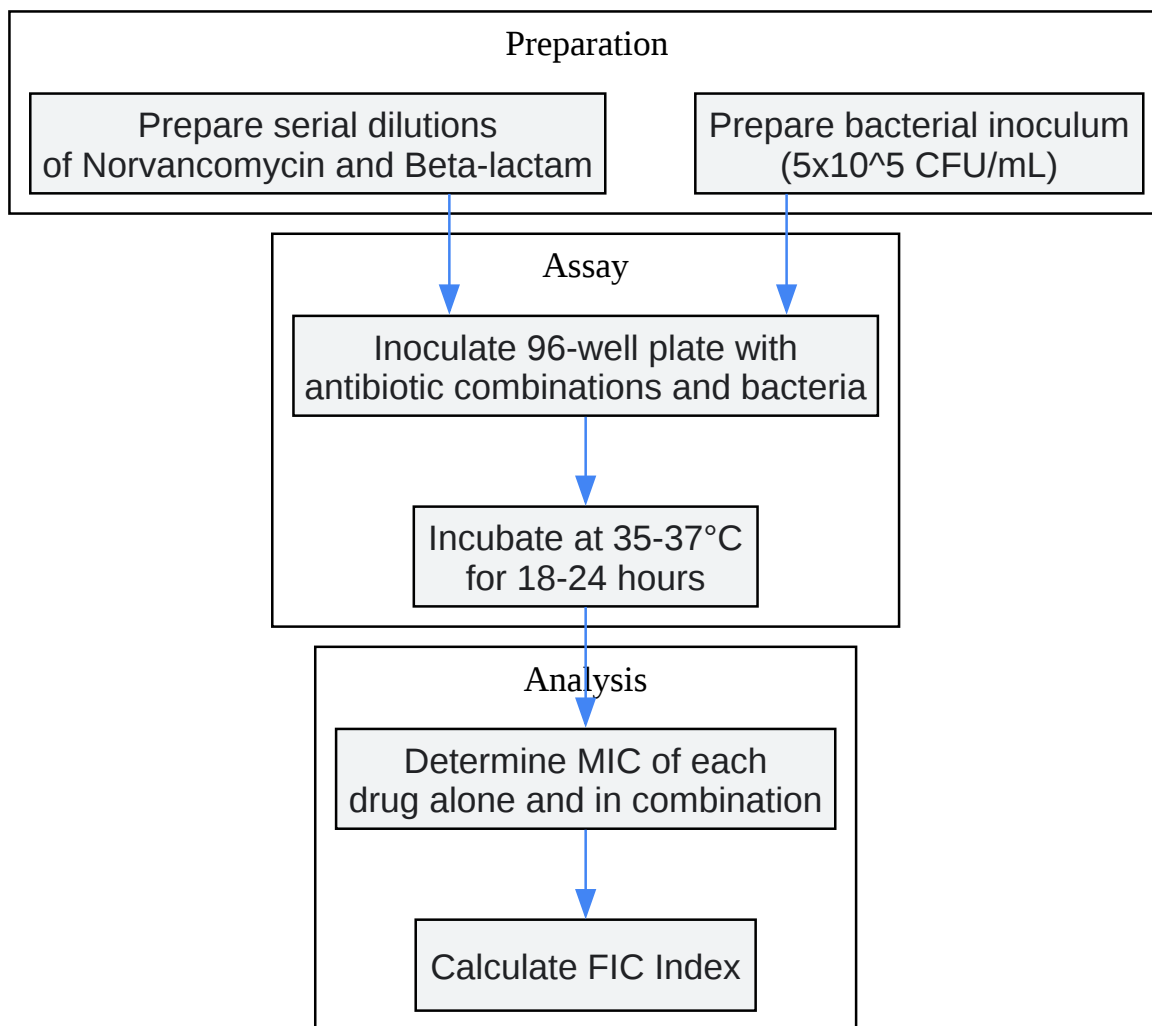 Preparation
Prepare serial dilutions
of Norvancomycin and Beta-lactam
Prepare bacterial inoculum
(5x10^5 CFU/mL)
Assay
Inoculate 96-well plate with
antibiotic combinations and bacteria
Incubate at 35-37°C
for 18-24 hours
Analysis
Determine MIC of each
drug alone and in combination
Calculate FIC Index